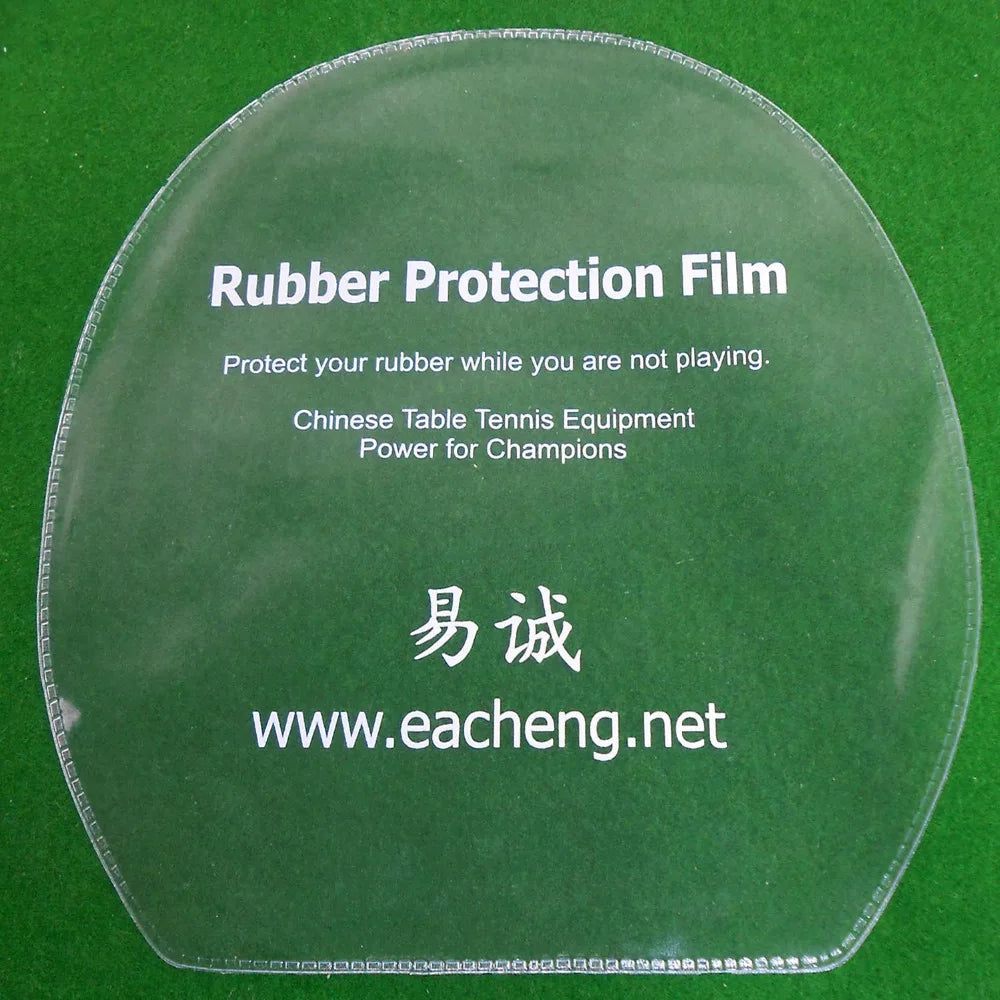 Rubber Protection Film
Protect your rubber while you are not playing.
Chinese Table Tennis Equipment
Power for Champions
易诚
www.eacheng.net